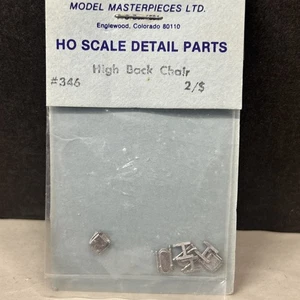 MODEL MASTERPIECES LTD.
Englewood, Colorado 80110
HO SCALE DETAIL PARTS
High Back Chair
#346 2/$